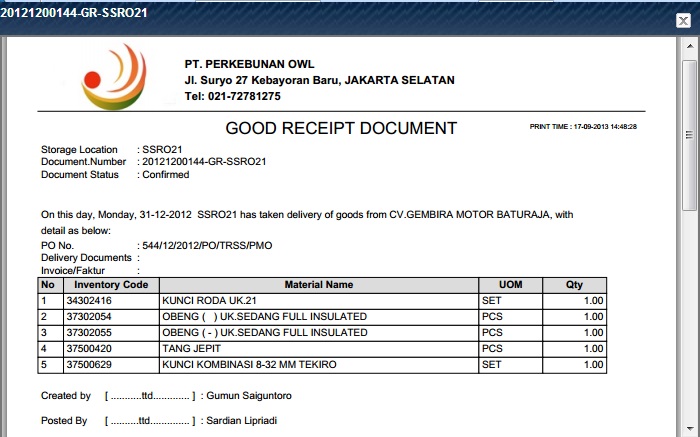 20121200144-GR-SSRO21
PT. PERKEBUNAN OWL
Jl. Suryo 27 Kebayoran Baru, JAKARTA SELATAN
Tel: 021-72781275
GOOD RECEIPT DOCUMENT
PRINT TIME : 17-09-2013 14:48:28
Storage Location : SSRO21
Document.Number : 20121200144-GR-SSRO21
Document Status : Confirmed
On this day, Monday, 31-12-2012 SSRO21 has taken delivery of goods from CV.GEMBIRA MOTOR BATURAJA, with
detail as below:
PO No. : 544/12/2012/PO/TRSS/PMO
Delivery Documents :
Invoice/Faktur :
No Inventory Code Material Name UOM Qty
1 34302416 KUNCI RODA UK.21 SET 1.00
2 37302054 OBENG ( ) UK.SEDANG FULL INSULATED PCS 1.00
3 37302055 OBENG ( - ) UK.SEDANG FULL INSULATED PCS 1.00
4 37500420 TANG JEPIT PCS 1.00
5 37500629 KUNCI KOMBINASI 8-32 MM TEKIRO SET 1.00
Created by [ ..........ttd............. ] : Gumun Saiguntoro
Posted By [ ..........ttd............. ] : Sardian Lipriadi